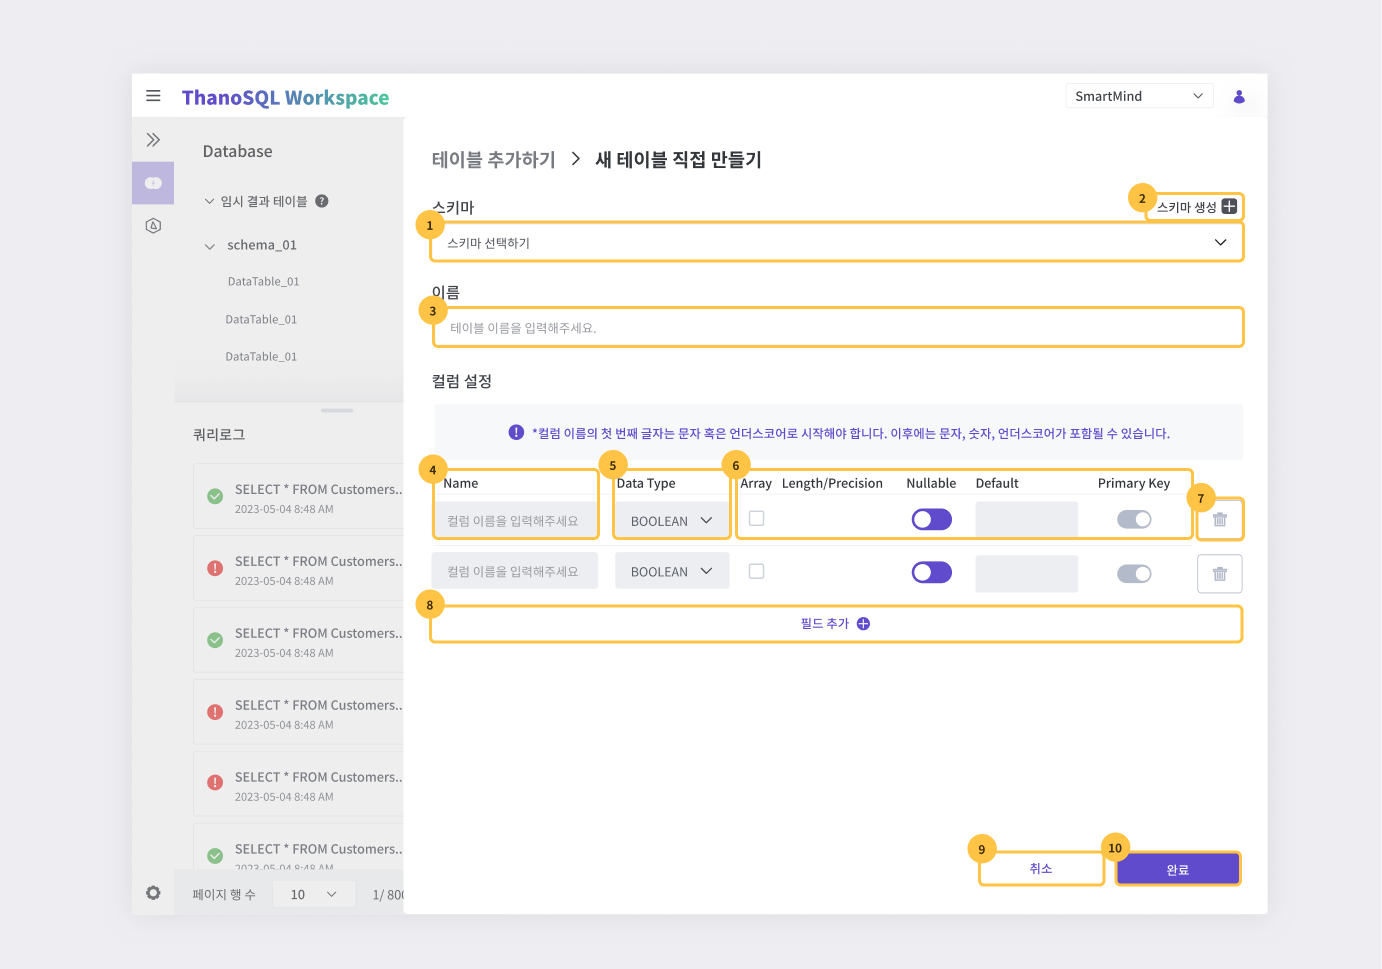 ThanoSQL Workspace
SmartMind
Database
임시 결과 테이블 ?
schema_01
DataTable_01
DataTable_01
DataTable_01
쿼리로그
SELECT * FROM Customers..
2023-05-04 8:48 AM
SELECT * FROM Customers..
2023-05-04 8:48 AM
SELECT * FROM Customers..
2023-05-04 8:48 AM
SELECT * FROM Customers..
2023-05-04 8:48 AM
SELECT * FROM Customers..
2023-05-04 8:48 AM
SELECT * FROM Customers..
2023-05-04 8:48 AM
페이지 행 수 10 1/ 800
테이블 추가하기 > 새 테이블 직접 만들기
스키마
2 스키마 생성
1
스키마 선택하기
이름
3
테이블 이름을 입력해주세요.
컬럼 설정
*컬럼 이름의 첫 번째 글자는 문자 혹은 언더스코어로 시작해야 합니다. 이후에는 문자, 숫자, 언더스코어가 포함될 수 있습니다.
4 5 6
Name Data Type Array Length/Precision Nullable Default Primary Key
7
컬럼 이름을 입력해주세요 BOOLEAN
컬럼 이름을 입력해주세요 BOOLEAN
8
필드 추가
9 10
취소 완료